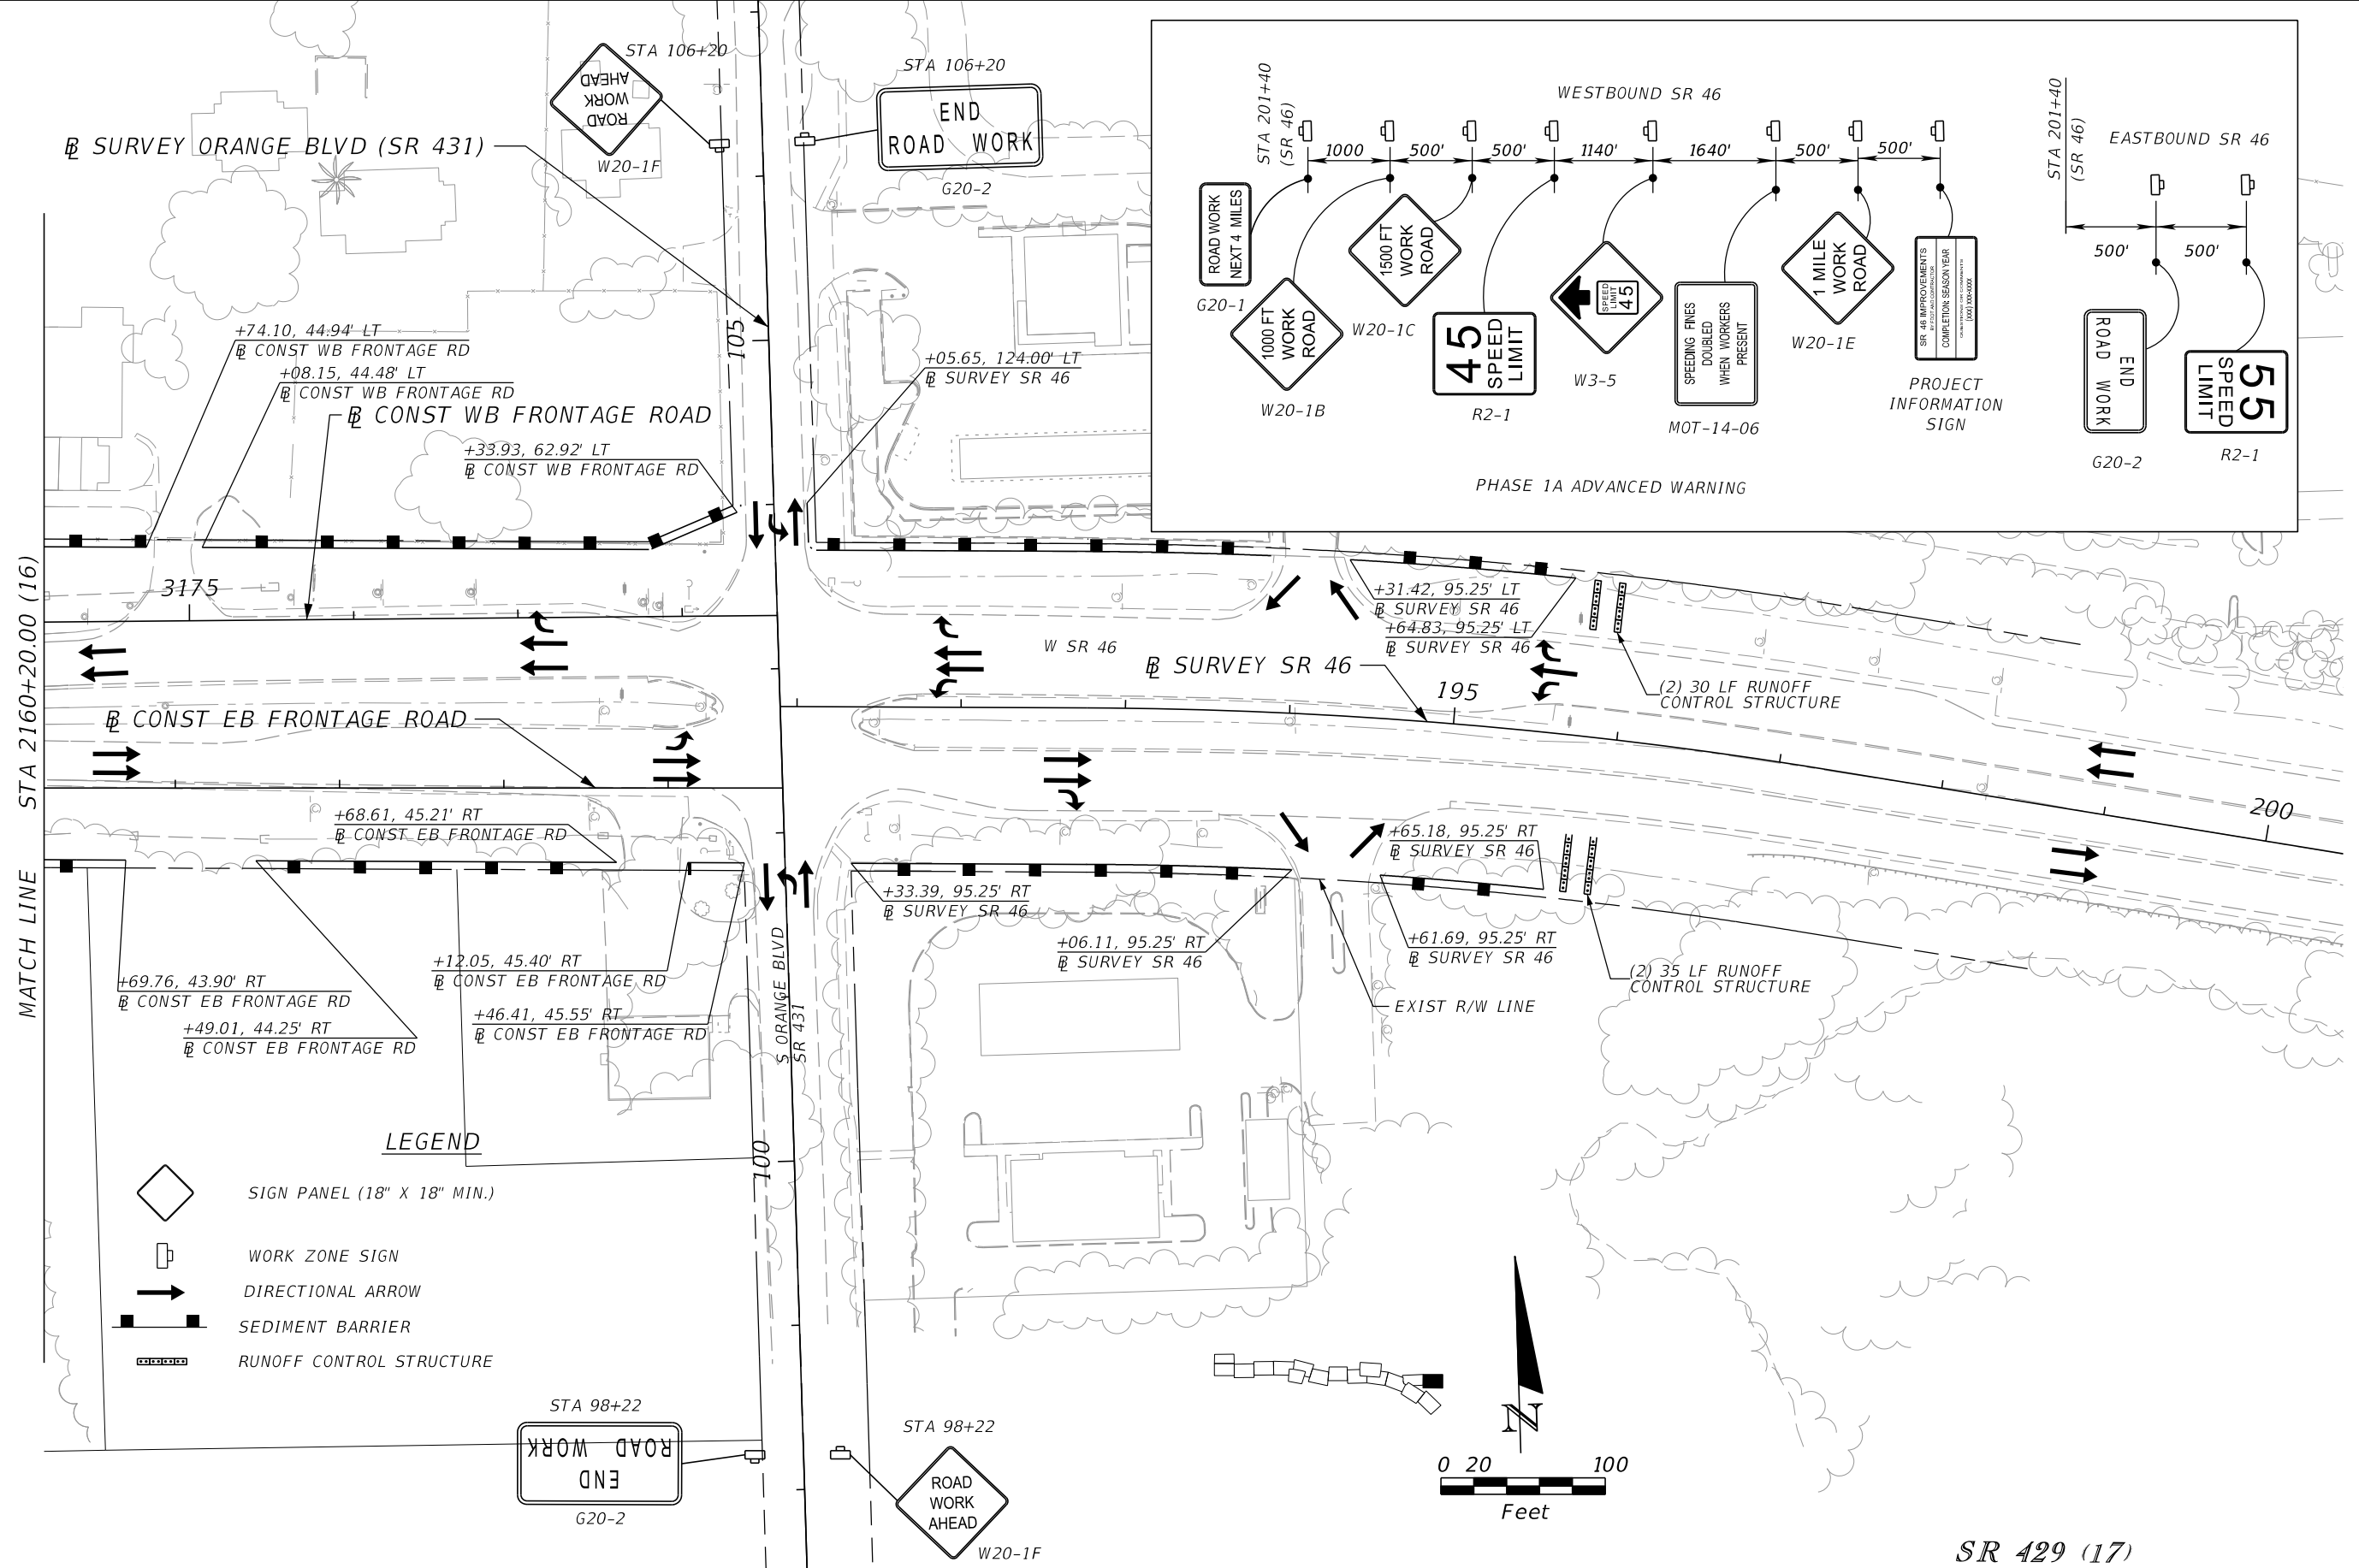 STA 106+20
ROAD
WORK
AHEAD
W20-1F
STA 106+20
END
ROAD WORK
G20-2
℄ SURVEY ORANGE BLVD (SR 431)
105
+74.10, 44.94' LT
℄ CONST WB FRONTAGE RD
+08.15, 44.48' LT
℄ CONST WB FRONTAGE RD
℄ CONST WB FRONTAGE ROAD
+33.93, 62.92' LT
℄ CONST WB FRONTAGE RD
+05.65, 124.00' LT
℄ SURVEY SR 46
WESTBOUND SR 46
STA 201+40
(SR 46)
1000
500'
500'
1140'
1640'
500'
500'
ROAD WORK
NEXT 4 MILES
G20-1
1000 FT
WORK
ROAD
W20-1B
1500 FT
WORK
ROAD
W20-1C
45
SPEED
LIMIT
R2-1
SPEED
LIMIT
45
W3-5
SPEEDING FINES
DOUBLED
WHEN WORKERS
PRESENT
MOT-14-06
1 MILE
WORK
ROAD
W20-1E
SR 46 IMPROVEMENTS
COMPLETION: SEASON YEAR
(XXX) XXX-XXXX
PROJECT
INFORMATION
SIGN
STA 201+40
(SR 46)
EASTBOUND SR 46
500'
500'
END
ROAD WORK
G20-2
55
SPEED
LIMIT
R2-1
PHASE 1A ADVANCED WARNING
MATCH LINE STA 2160+20.00 (16)
3175
W SR 46
℄ SURVEY SR 46
195
+31.42, 95.25' LT
℄ SURVEY SR 46
+64.83, 95.25' LT
℄ SURVEY SR 46
(2) 30 LF RUNOFF
CONTROL STRUCTURE
℄ CONST EB FRONTAGE ROAD
200
+68.61, 45.21' RT
℄ CONST EB FRONTAGE RD
+65.18, 95.25' RT
℄ SURVEY SR 46
+33.39, 95.25' RT
℄ SURVEY SR 46
+06.11, 95.25' RT
℄ SURVEY SR 46
+61.69, 95.25' RT
℄ SURVEY SR 46
+12.05, 45.40' RT
℄ CONST EB FRONTAGE RD
+69.76, 43.90' RT
℄ CONST EB FRONTAGE RD
+49.01, 44.25' RT
℄ CONST EB FRONTAGE RD
+46.41, 45.55' RT
℄ CONST EB FRONTAGE RD
S ORANGE BLVD
SR 431
EXIST R/W LINE
(2) 35 LF RUNOFF
CONTROL STRUCTURE
100
LEGEND
SIGN PANEL (18" X 18" MIN.)
WORK ZONE SIGN
DIRECTIONAL ARROW
SEDIMENT BARRIER
RUNOFF CONTROL STRUCTURE
STA 98+22
END
ROAD WORK
G20-2
STA 98+22
ROAD
WORK
AHEAD
W20-1F
N
0 20 100
Feet
SR 429 (17)